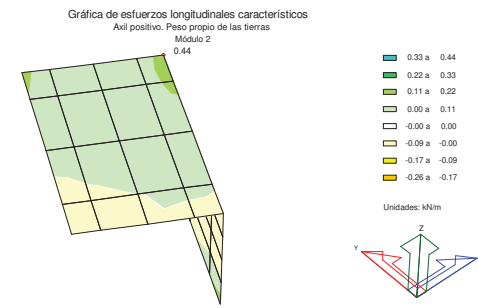 Gráfica de esfuerzos longitudinales característicos
Axil positivo. Peso propio de las tierras
Módulo 2
0.44
0.33 a 0.44
0.22 a 0.33
0.11 a 0.22
0.00 a 0.11
-0.00 a 0.00
-0.09 a -0.00
-0.17 a -0.09
-0.26 a -0.17
Unidades: kN/m
Z
Y